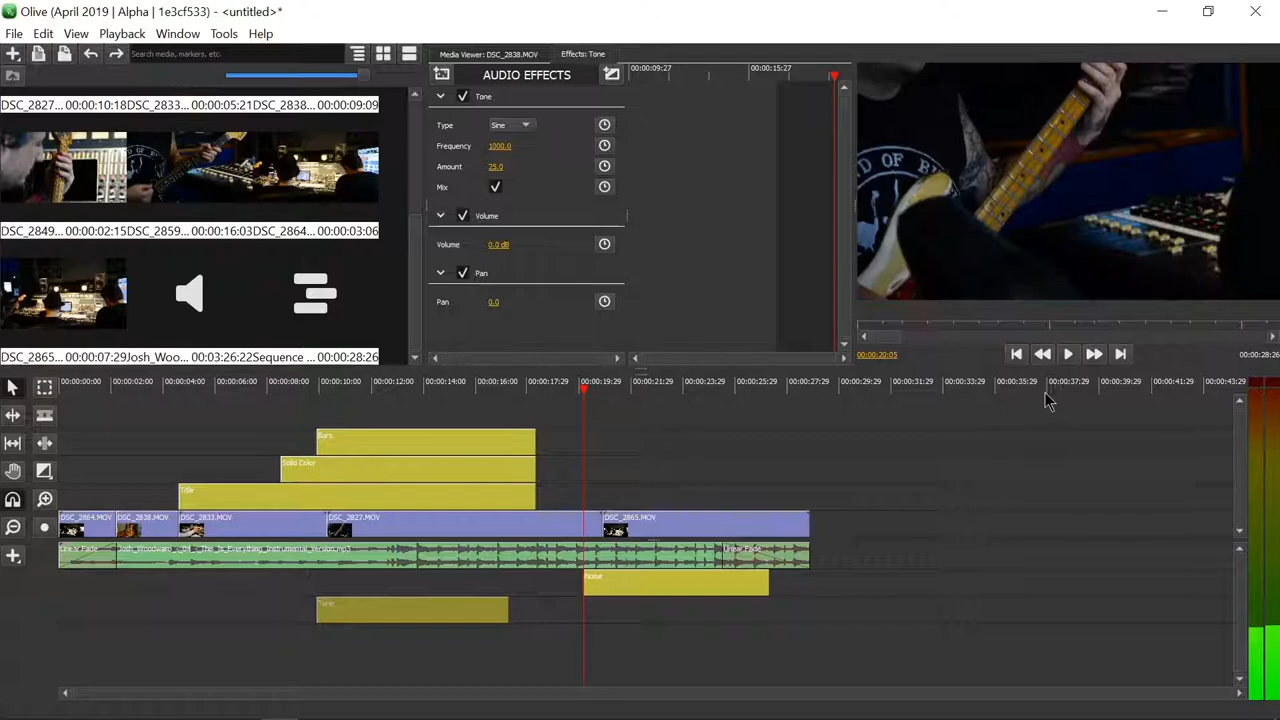 Olive (April 2019 | Alpha | 1e3cf533) - <untitled>*
File Edit View Playback Window Tools Help
Search media, markers, etc.
Media Viewer: DSC_2838.MOV Effects: Tone
AUDIO EFFECTS
00:00:09:27 00:00:15:27
DSC_2827... 00:00:10:18 DSC_2833... 00:00:05:21 DSC_2838... 00:00:09:09
Tone
Type Sine
Frequency 1000.0
Amount 25.0
Mix
DSC_2849... 00:00:02:15 DSC_2859... 00:00:16:03 DSC_2864... 00:00:03:06
Volume
Volume 0.0 dB
Pan
Pan 0.0
DSC_2865... 00:00:07:29 Josh_Woo... 00:03:26:22 Sequence 00:00:28:26
00:00:20:05 00:00:28:26
00:00:00:00 00:00:02:00 00:00:04:00 00:00:06:00 00:00:08:00 00:00:10:00 00:00:12:00 00:00:14:00 00:00:16:00 00:00:17:29 00:00:19:29 00:00:21:29 00:00:23:29 00:00:25:29 00:00:27:29 00:00:29:29 00:00:31:29 00:00:33:29 00:00:35:29 00:00:37:29 00:00:39:29 00:00:41:29 00:00:43:29
Bars
Solid Color
Title
DSC_2864.MOV DSC_2838.MOV DSC_2833.MOV DSC_2827.MOV DSC_2865.MOV
Linear Fade Josh_Woodward_-_04_-_This_Is_Everything_Instrumental_Version.mp3 Linear Fade
Noise
Tone